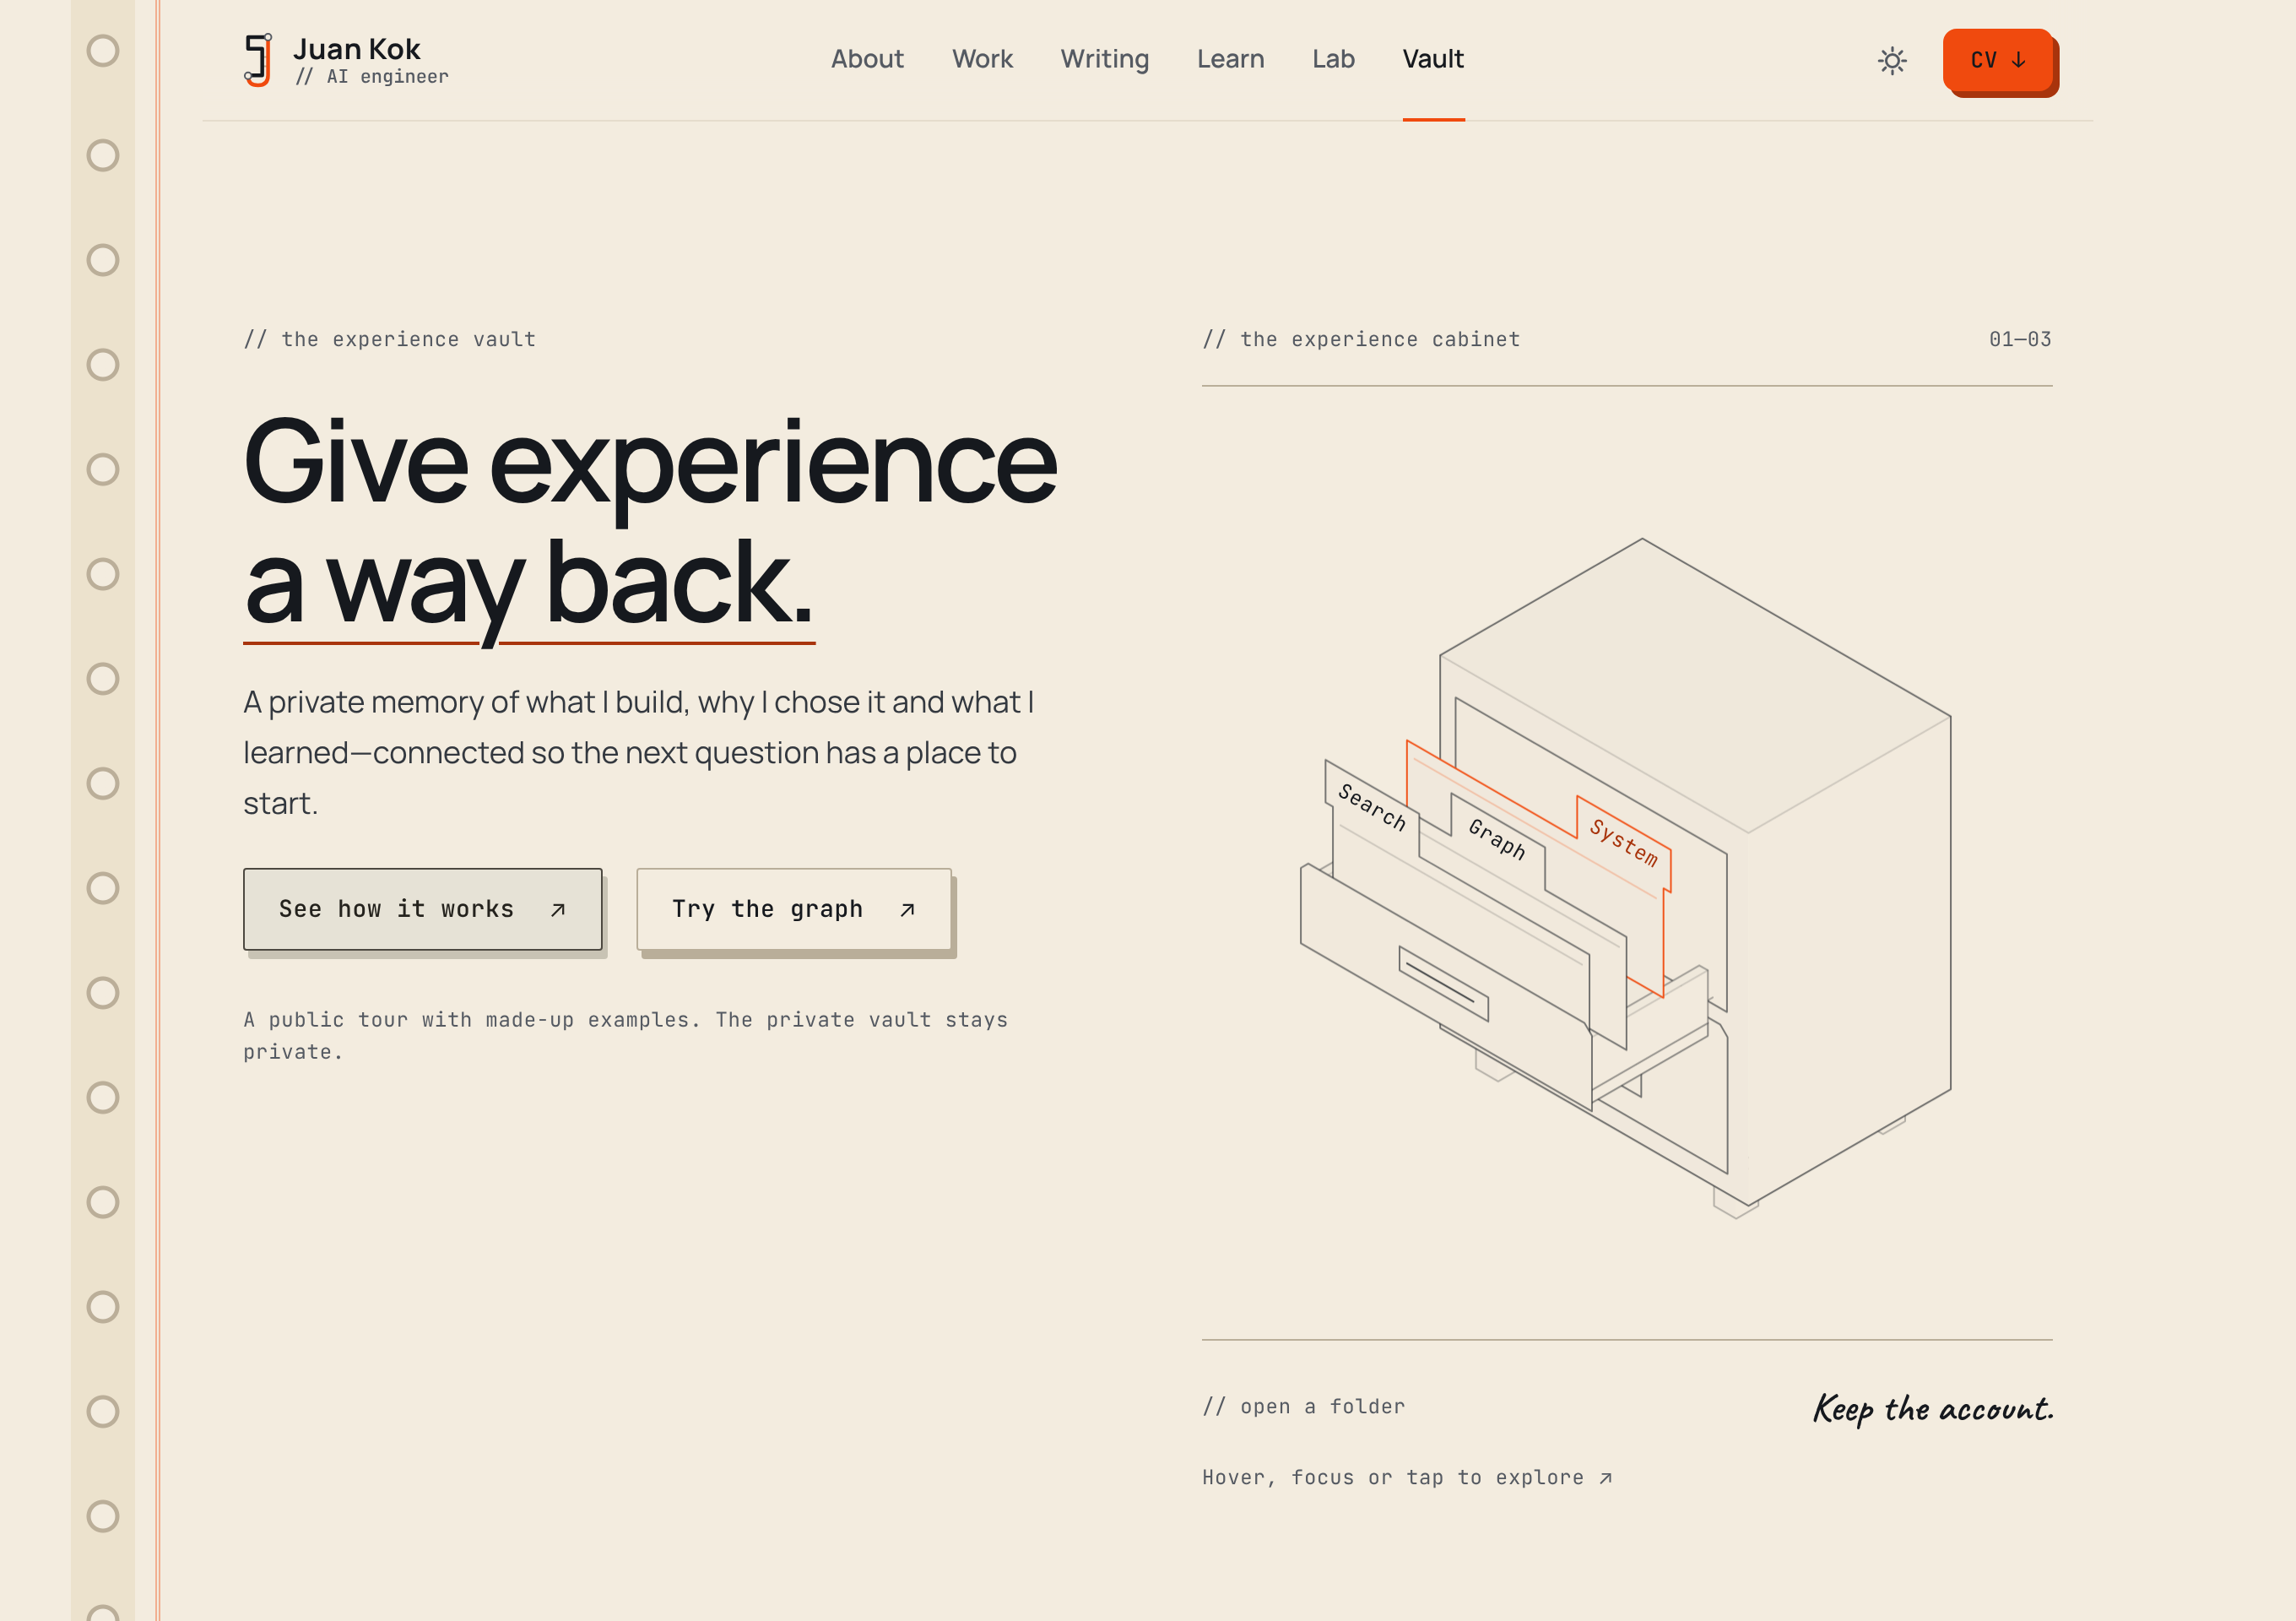 Juan Kok
// AI engineer
About Work Writing Learn Lab Vault
CV ↓
// the experience vault
Give experience
a way back.
A private memory of what I build, why I chose it and what I
learned—connected so the next question has a place to
start.
See how it works ↗
Try the graph ↗
A public tour with made-up examples. The private vault stays
private.
// the experience cabinet
01—03
Search
Graph
System
// open a folder
Keep the account.
Hover, focus or tap to explore ↗